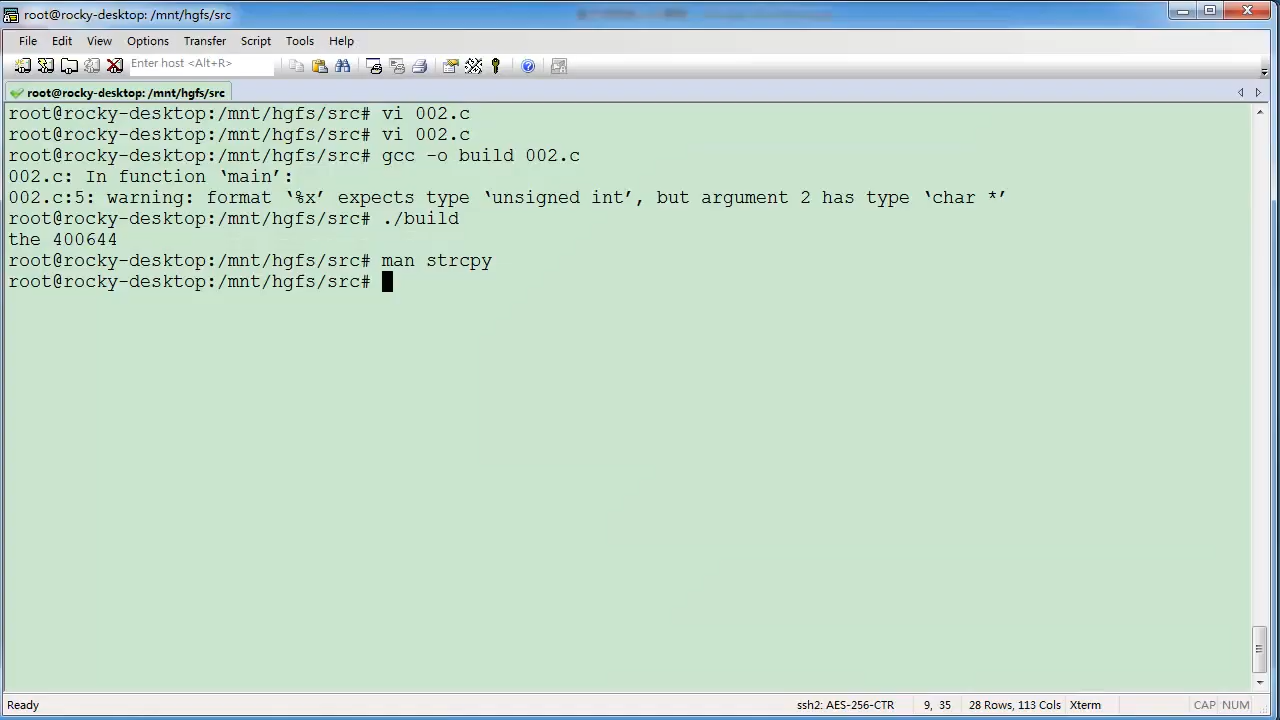 root@rocky-desktop: /mnt/hgfs/src
File Edit View Options Transfer Script Tools Help
Enter host <Alt+R>
root@rocky-desktop: /mnt/hgfs/src
root@rocky-desktop:/mnt/hgfs/src# vi 002.c
root@rocky-desktop:/mnt/hgfs/src# vi 002.c
root@rocky-desktop:/mnt/hgfs/src# gcc -o build 002.c
002.c: In function ‘main’:
002.c:5: warning: format ‘%x’ expects type ‘unsigned int’, but argument 2 has type ‘char *’
root@rocky-desktop:/mnt/hgfs/src# ./build
the 400644
root@rocky-desktop:/mnt/hgfs/src# man strcpy
root@rocky-desktop:/mnt/hgfs/src#
Ready ssh2: AES-256-CTR 9, 35 28 Rows, 113 Cols Xterm CAP NUM